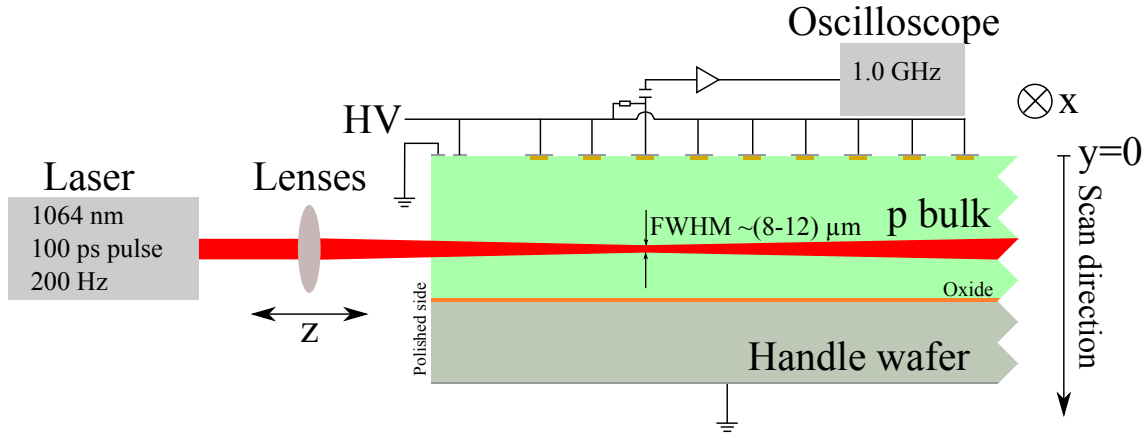 Oscilloscope
1.0 GHz
x
HV
y=0
Laser
Lenses
1064 nm
100 ps pulse
200 Hz
FWHM ~(8-12) µm
p bulk
Scan direction
z
Polished side
Oxide
Handle wafer